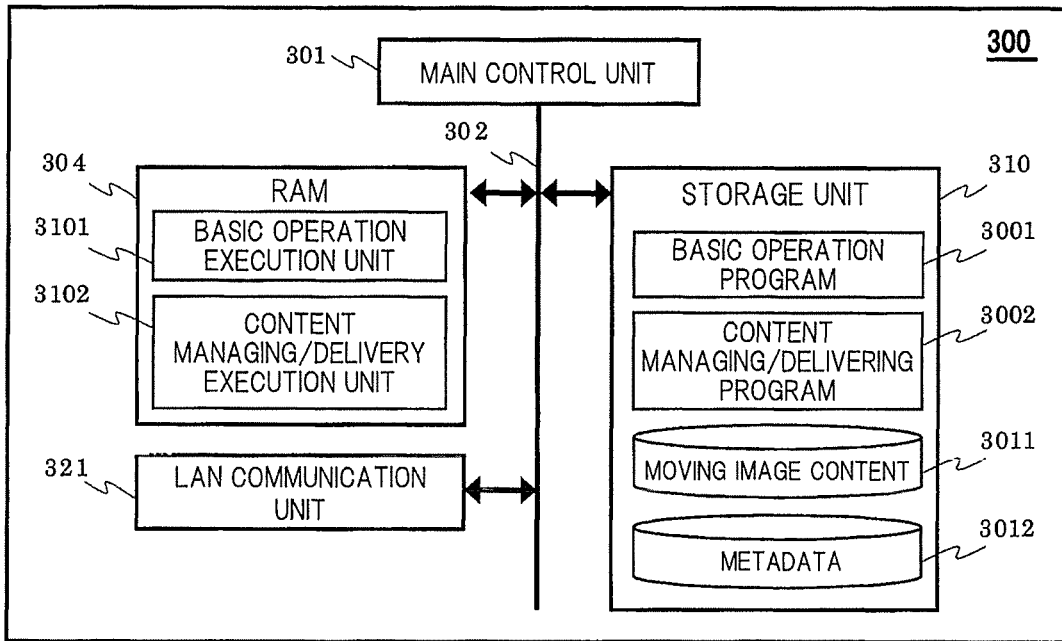 300
301
MAIN CONTROL UNIT
302
304
RAM
3101
BASIC OPERATION
EXECUTION UNIT
3102
CONTENT
MANAGING/DELIVERY
EXECUTION UNIT
321
LAN COMMUNICATION
UNIT
STORAGE UNIT
310
BASIC OPERATION
PROGRAM
3001
CONTENT
MANAGING/DELIVERING
PROGRAM
3002
MOVING IMAGE CONTENT
3011
METADATA
3012